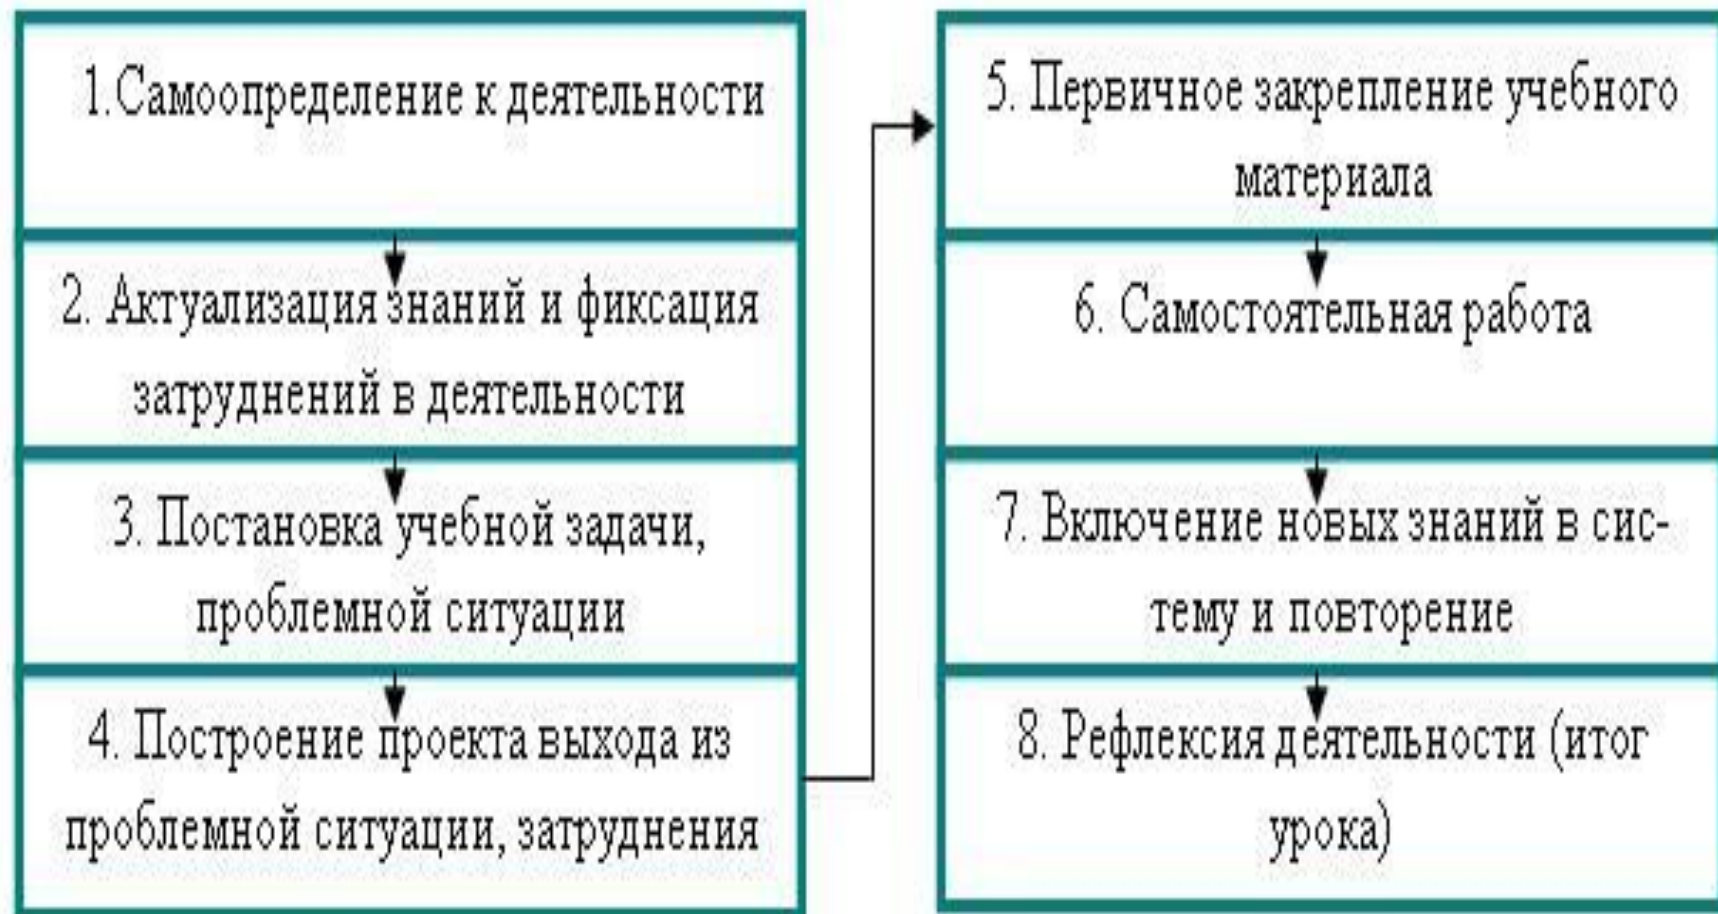 1.Самоопределение к деятельности
2. Актуализация знаний и фиксация
затруднений в деятельности
3. Постановка учебной задачи,
проблемной ситуации
4. Построение проекта выхода из
проблемной ситуации, затруднения
5. Первичное закрепление учебного
материала
6. Самостоятельная работа
7. Включение новых знаний в сис-
тему и повторение
8. Рефлексия деятельности (итог
урока)